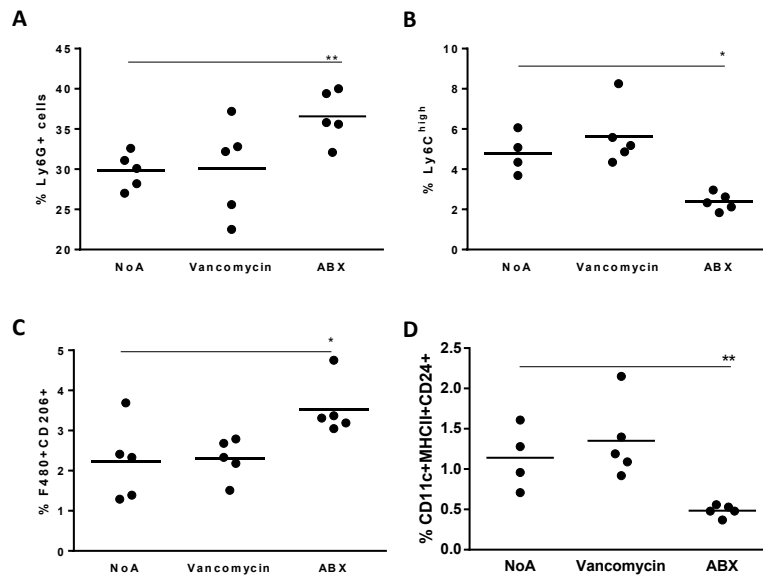 A
% Ly6G+ cells
45
40
35
30
25
20
**
NoA
Vancomycin
ABX
B
% Ly6C^high
10
8
6
4
2
0
*
NoA
Vancomycin
ABX
C
% F480+CD206+
5
4
3
2
1
0
*
NoA
Vancomycin
ABX
D
% CD11c+MHCII+CD24+
2.5
2.0
1.5
1.0
0.5
0.0
**
NoA
Vancomycin
ABX